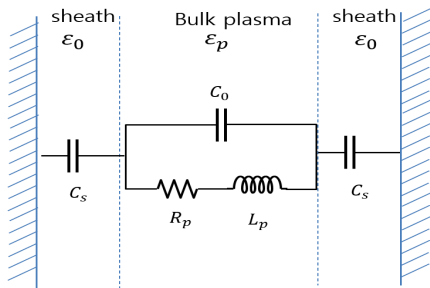 sheath Bulk plasma sheath
ε₀ εₚ ε₀
C₀
Cₛ Cₛ
Rₚ Lₚ